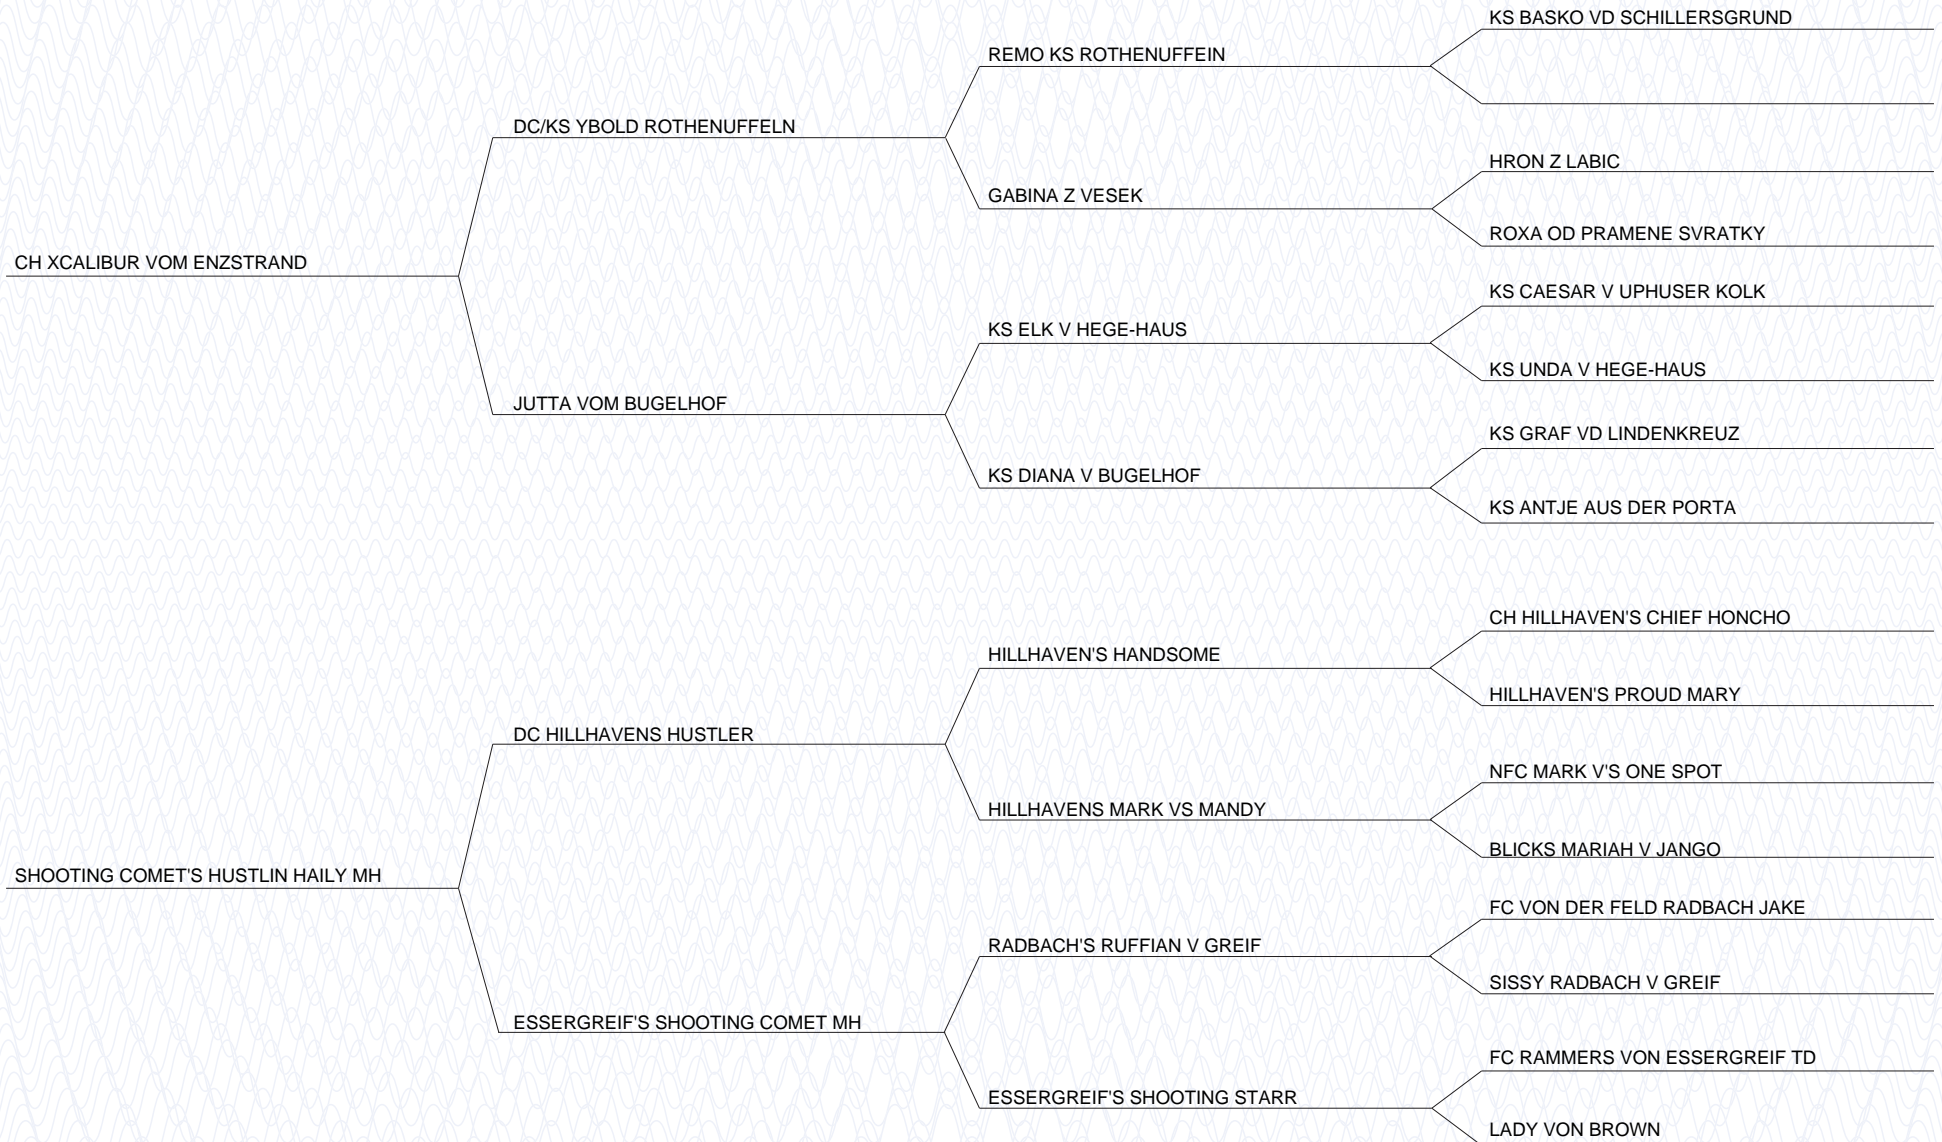 KS BASKO VD SCHILLERSGRUND
REMO KS ROTHENUFFEIN
DC/KS YBOLD ROTHENUFFELN
HRON Z LABIC
GABINA Z VESEK
ROXA OD PRAMENE SVRATKY
CH XCALIBUR VOM ENZSTRAND
KS CAESAR V UPHUSER KOLK
KS ELK V HEGE-HAUS
KS UNDA V HEGE-HAUS
JUTTA VOM BUGELHOF
KS GRAF VD LINDENKREUZ
KS DIANA V BUGELHOF
KS ANTJE AUS DER PORTA
CH HILLHAVEN'S CHIEF HONCHO
HILLHAVEN'S HANDSOME
HILLHAVEN'S PROUD MARY
DC HILLHAVENS HUSTLER
NFC MARK V'S ONE SPOT
HILLHAVENS MARK VS MANDY
BLICKS MARIAH V JANGO
SHOOTING COMET'S HUSTLIN HAILY MH
FC VON DER FELD RADBACH JAKE
RADBACH'S RUFFIAN V GREIF
SISSY RADBACH V GREIF
ESSERGREIF'S SHOOTING COMET MH
FC RAMMERS VON ESSERGREIF TD
ESSERGREIF'S SHOOTING STARR
LADY VON BROWN